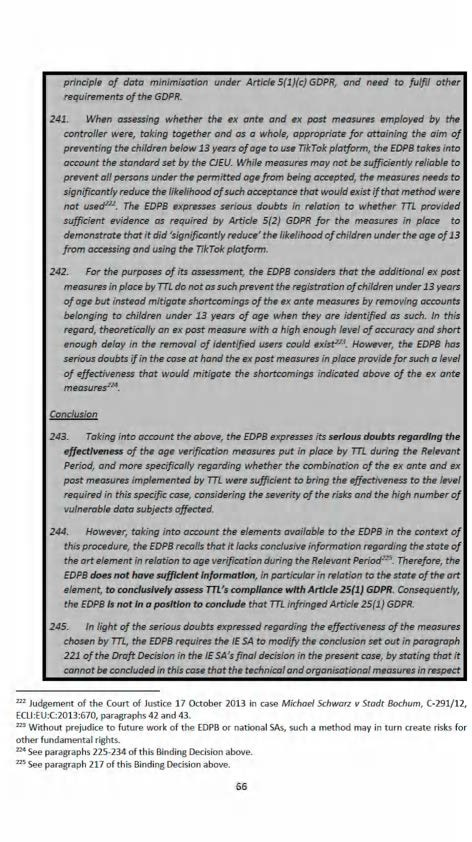 principle of data minimisation under Article 5(1)(c) GDPR, and need to fulfil other
requirements of the GDPR.
241. When assessing whether the ex ante and ex post measures employed by the
controller were, taking together and as a whole, appropriate for attaining the aim of
preventing the children below 13 years of age to use TikTok platform, the EDPB takes into
account the standard set by the CJEU. While measures may not be sufficiently reliable to
prevent all persons under the permitted age from being accepted, the measures needs to
significantly reduce the likelihood of such acceptance that would exist if that method were
not used²²². The EDPB expresses serious doubts in relation to whether TTL provided
sufficient evidence as required by Article 5(2) GDPR for the measures in place to
demonstrate that it did 'significantly reduce' the likelihood of children under the age of 13
from accessing and using the TikTok platform.
242. For the purposes of its assessment, the EDPB considers that the additional ex post
measures in place by TTL do not as such prevent the registration of children under 13 years
of age but instead mitigate shortcomings of the ex ante measures by removing accounts
belonging to children under 13 years of age when they are identified as such. In this
regard, theoretically an ex post measure with a high enough level of accuracy and short
enough delay in the removal of identified users could exist²²³. However, the EDPB has
serious doubts if in the case at hand the ex post measures in place provide for such a level
of effectiveness that would mitigate the shortcomings indicated above of the ex ante
measures²²⁴.
Conclusion
243. Taking into account the above, the EDPB expresses its serious doubts regarding the
effectiveness of the age verification measures put in place by TTL during the Relevant
Period, and more specifically regarding whether the combination of the ex ante and ex
post measures implemented by TTL were sufficient to bring the effectiveness to the level
required in this specific case, considering the severity of the risks and the high number of
vulnerable data subjects affected.
244. However, taking into account the elements available to the EDPB in the context of
this procedure, the EDPB recalls that it lacks conclusive information regarding the state of
the art element in relation to age verification during the Relevant Period²²⁵. Therefore, the
EDPB does not have sufficient information, in particular in relation to the state of the art
element, to conclusively assess TTL's compliance with Article 25(1) GDPR. Consequently,
the EDPB is not in a position to conclude that TTL infringed Article 25(1) GDPR.
245. In light of the serious doubts expressed regarding the effectiveness of the measures
chosen by TTL, the EDPB requires the IE SA to modify the conclusion set out in paragraph
221 of the Draft Decision in the IE SA's final decision in the present case, by stating that it
cannot be concluded in this case that the technical and organisational measures in respect
²²² Judgement of the Court of Justice 17 October 2013 in case Michael Schwarz v Stadt Bochum, C-291/12,
ECLI:EU:C:2013:670, paragraphs 42 and 43.
²²³ Without prejudice to future work of the EDPB or national SAs, such a method may in turn create risks for
other fundamental rights.
²²⁴ See paragraphs 225-234 of this Binding Decision above.
²²⁵ See paragraph 217 of this Binding Decision above.
66